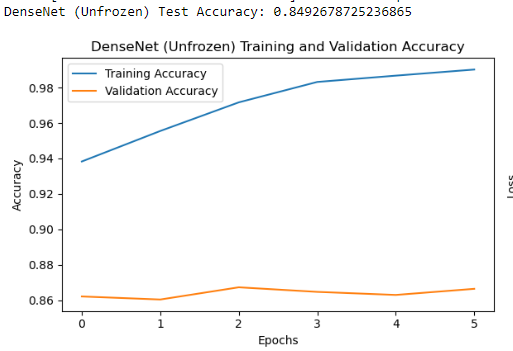 DenseNet (Unfrozen) Test Accuracy: 0.8492678725236865
DenseNet (Unfrozen) Training and Validation Accuracy
Training Accuracy
Validation Accuracy
0.98
0.96
0.94
0.92
0.90
0.88
0.86
Accuracy
0 1 2 3 4 5
Epochs